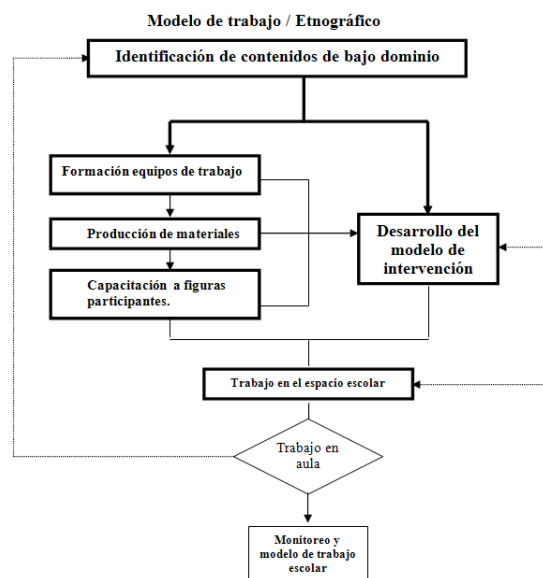 Modelo de trabajo / Etnográfico
Identificación de contenidos de bajo dominio
Formación equipos de trabajo
Producción de materiales
Capacitación a figuras
participantes.
Desarrollo del
modelo de
intervención
Trabajo en el espacio escolar
Trabajo en
aula
Monitoreo y
modelo de trabajo
escolar